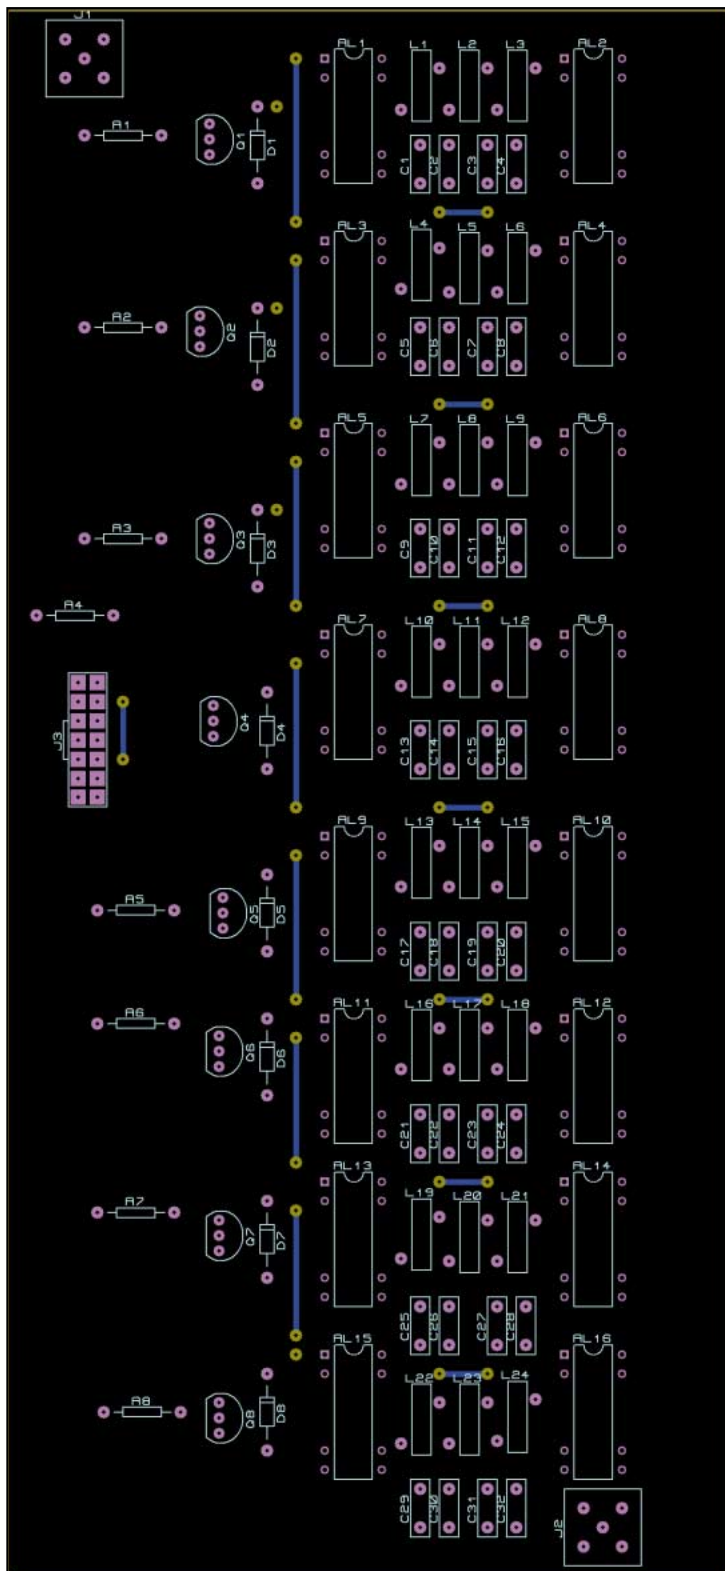 J1
RL1 L1 L2 L3 RL2
R1 Q1 D1 C1 C2 C3 C4
RL3 L4 L5 L6 RL4
R2 Q2 D2 C5 C6 C7 C8
RL5 L7 L8 L9 RL6
R3 Q3 D3 C9 C10 C11 C12
R4
RL7 L10 L11 L12 RL8
J3 Q4 D4 C13 C14 C15 C16
RL9 L13 L14 L15 RL10
R5 Q5 D5 C17 C18 C19 C20
R6 RL11 L16 L17 L18 RL12
Q6 D6 C21 C22 C23 C24
RL13 L19 L20 L21 RL14
R7 Q7 D7 C25 C26 C27 C28
RL15 L22 L23 L24 RL16
R8 Q8 D8 C29 C30 C31 C32
J2